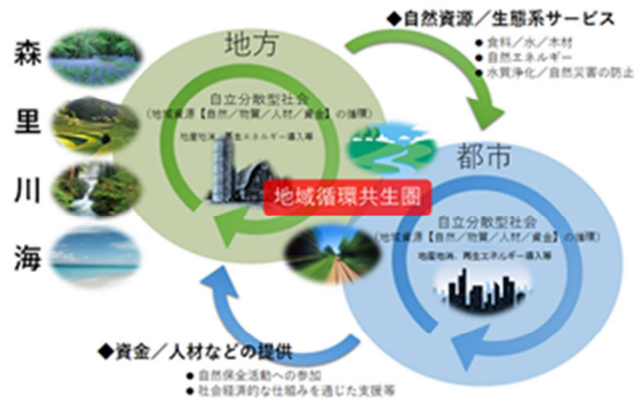 ◆自然資源／生態系サービス
● 食料／水／木材
● 自然エネルギー
● 水質浄化／自然災害の防止
森
里
川
海
地方
自立分散型社会
（地域資源【自然／物質／人材／資金】の循環）
地産地消、再生エネルギー導入等
地域循環共生圏
都市
自立分散型社会
（地域資源【自然／物質／人材／資金】の循環）
地産地消、再生エネルギー導入等
◆資金／人材などの提供
● 自然保全活動への参加
● 社会経済的な仕組みを通じた支援等